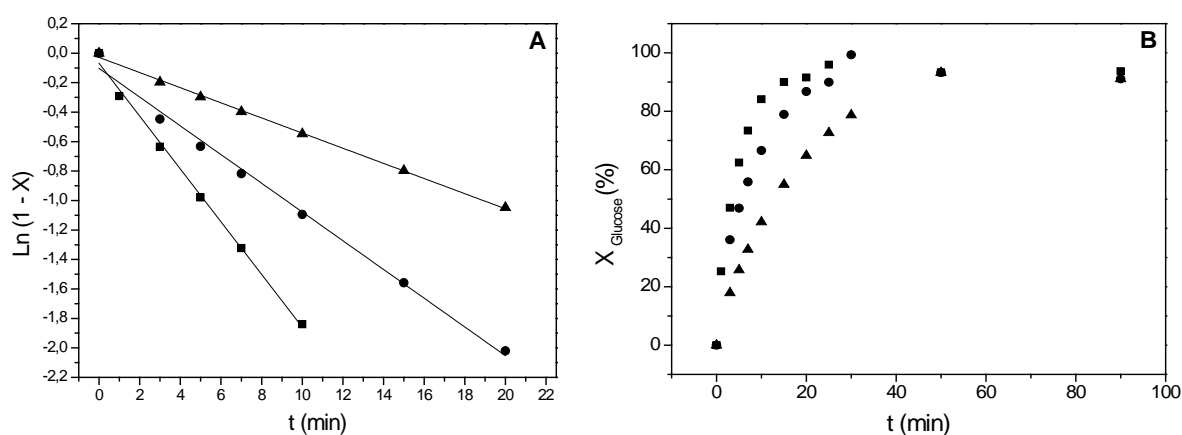 A
0,2
0,0
-0,2
-0,4
-0,6
-0,8
-1,0
-1,2
-1,4
-1,6
-1,8
-2,0
-2,2
Ln (1 - X)
0 2 4 6 8 10 12 14 16 18 20 22
t (min)
B
100
80
60
40
20
0
X Glucose (%)
0 20 40 60 80 100
t (min)